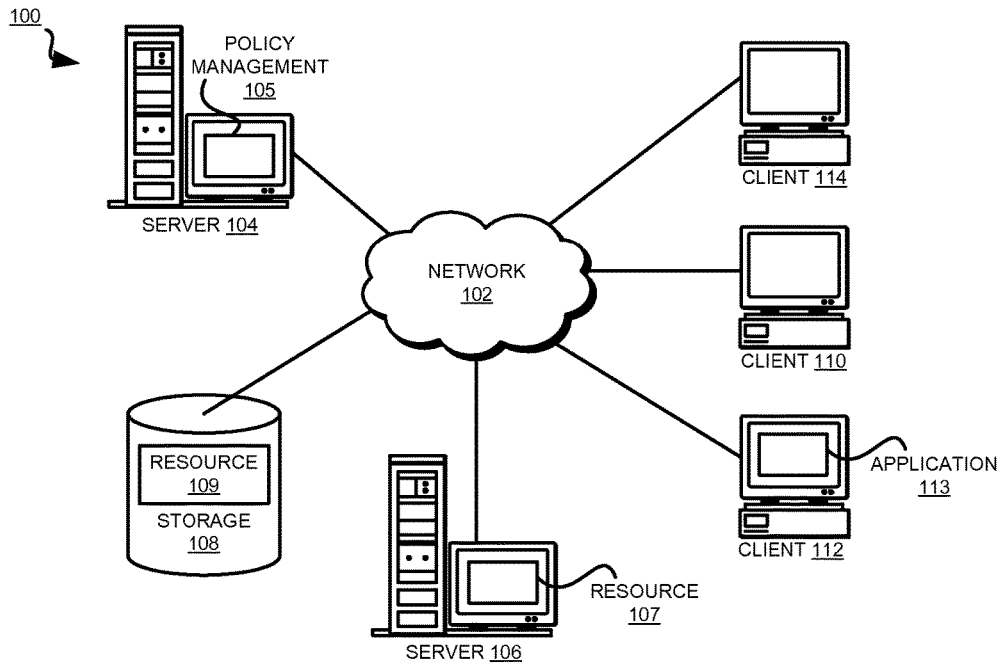 100
POLICY
MANAGEMENT
105
SERVER 104
CLIENT 114
NETWORK
102
CLIENT 110
RESOURCE
109
STORAGE
108
APPLICATION
113
CLIENT 112
RESOURCE
107
SERVER 106